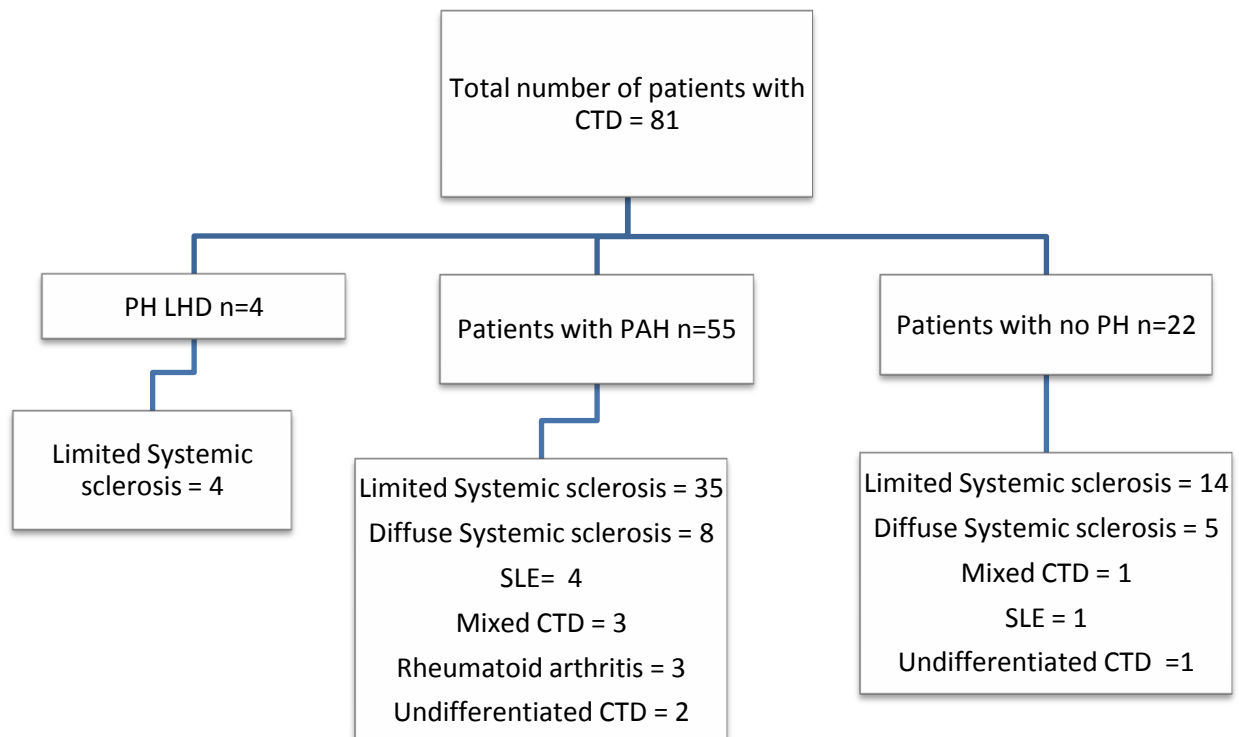 Total number of patients with
CTD = 81
PH LHD n=4
Patients with PAH n=55
Patients with no PH n=22
Limited Systemic
sclerosis = 4
Limited Systemic sclerosis = 35
Diffuse Systemic sclerosis = 8
SLE= 4
Mixed CTD = 3
Rheumatoid arthritis = 3
Undifferentiated CTD = 2
Limited Systemic sclerosis = 14
Diffuse Systemic sclerosis = 5
Mixed CTD = 1
SLE = 1
Undifferentiated CTD =1